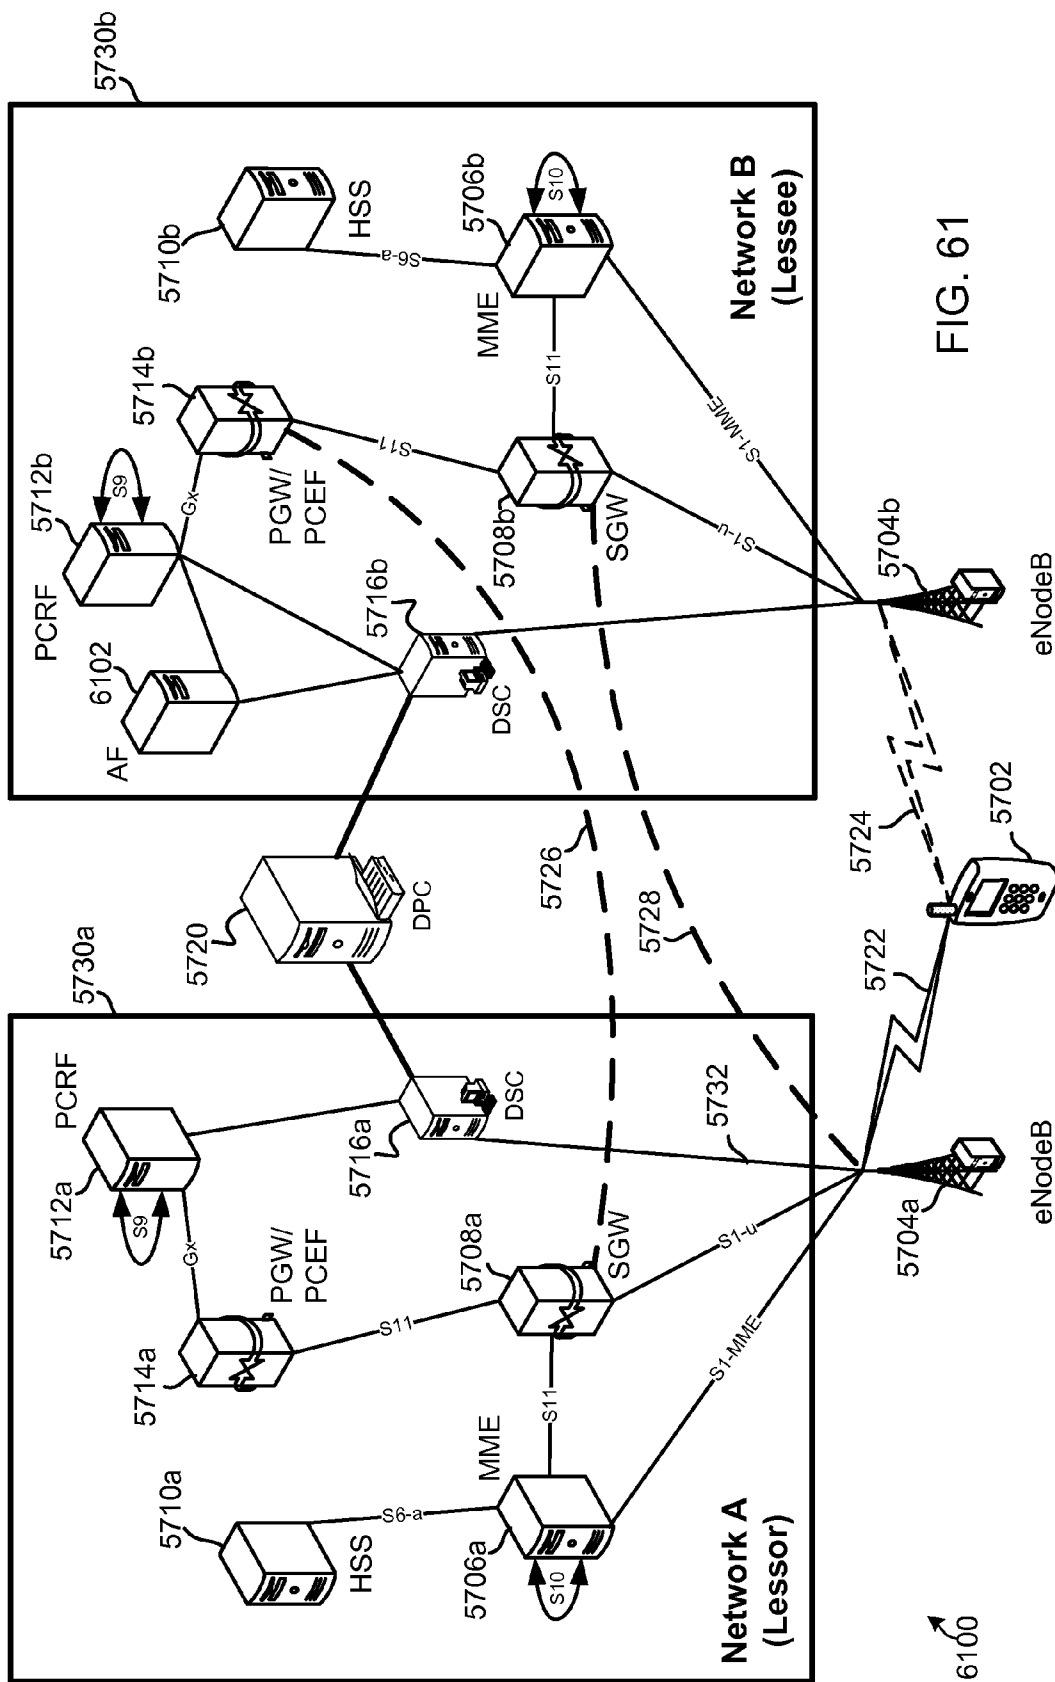 5730a
5730b
5712a
PCRF
S9
Gx
5714a
PGW/
PCEF
5710a
HSS
S6-a
S11
5716a
DSC
5708a
SGW
S11
MME
5706a
S10
S1-u
S1-MME
5732
Network A
(Lessor)
5720
DPC
5726
5728
AF
6102
PCRF
5712b
S9
Gx
5714b
PGW/
PCEF
5710b
HSS
S6-a
S11
5716b
DSC
5708b
SGW
S11
MME
5706b
S10
S1-u
S1-MME
Network B
(Lessee)
5704a
eNodeB
5722
5724
5702
5704b
eNodeB
6100
FIG. 61